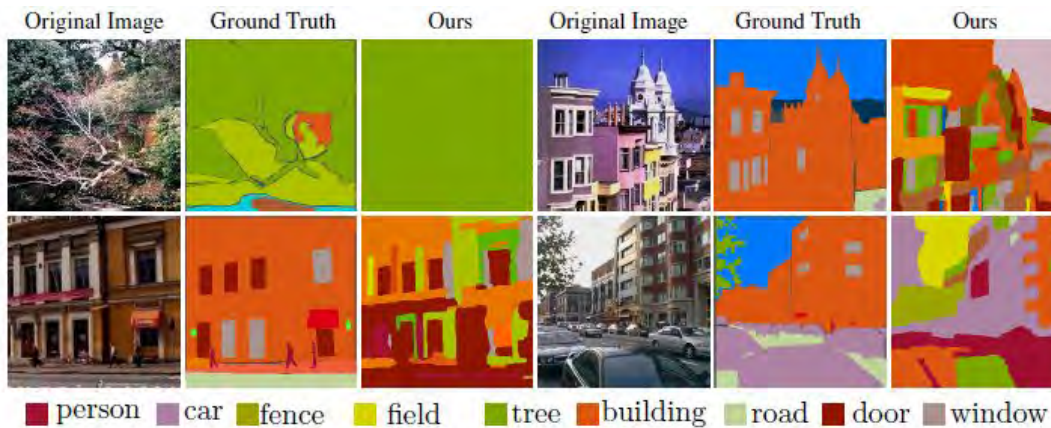 Original Image Ground Truth Ours Original Image Ground Truth Ours
person car fence field tree building road door window